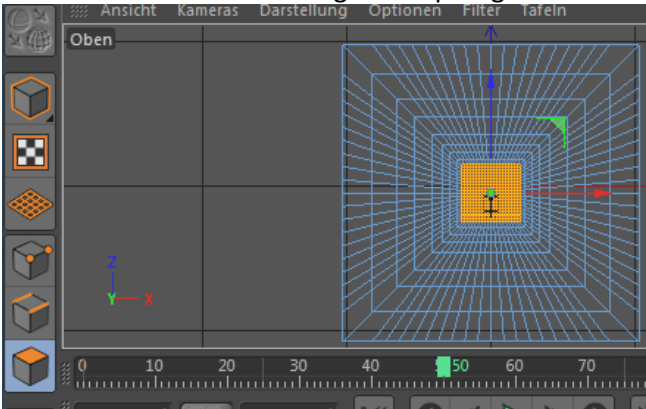 Ansicht Kameras Darstellung Optionen Filter Tafeln
Oben
Z
Y X
0 10 20 30 40 50 60 70